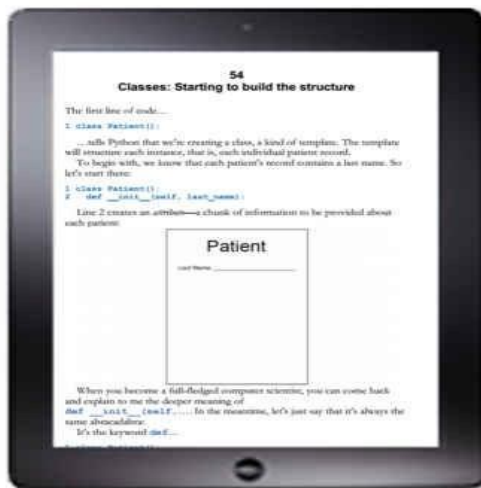 54
Classes: Starting to build the structure
The first line of code...
1 class Patient():
... tells Python that we're creating a class, a kind of template. The template
will structure each instance, that is, each individual patient record.
To begin with, we know that each patient's record contains a last name. So
let's start there:
1 class Patient():
2 def __init__(self, last_name):
Line 2 creates an attribute—a chunk of information to be provided about
each patient:
Patient
Last Name
When you become a full-fledged computer scientist, you can come back
and explain to me the deeper meaning of
def __init__(self..... In the meantime, let's just say that it's always the
same abracadabra:
It's the keyword def...
1 class Patient():